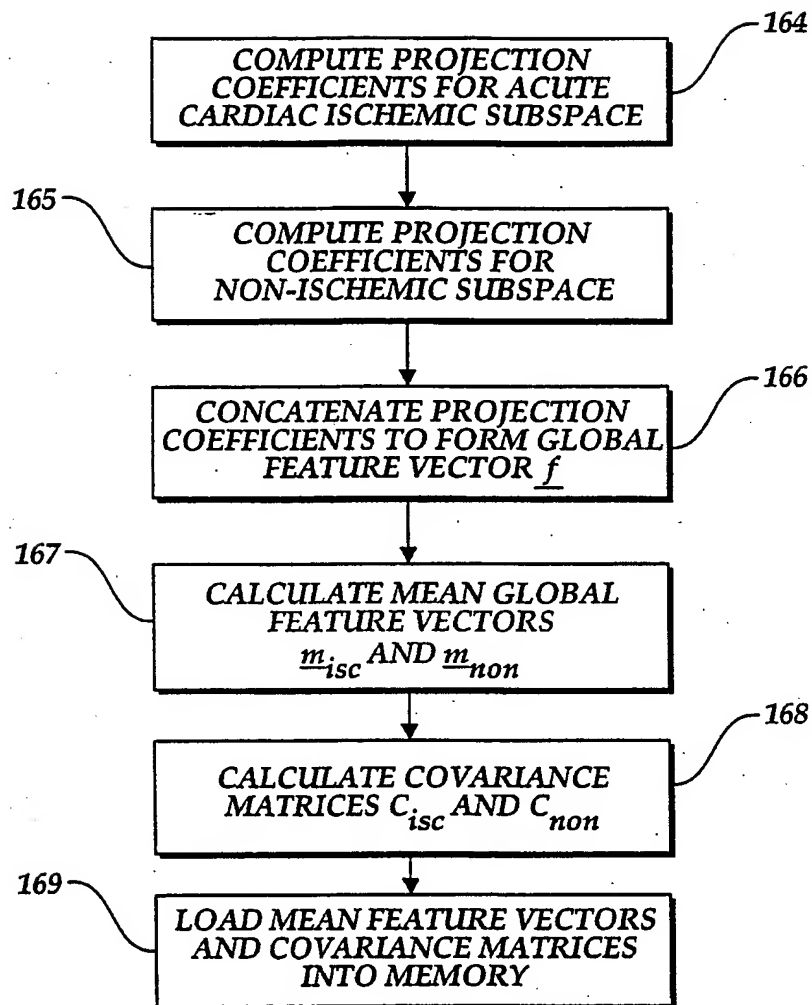 164
COMPUTE PROJECTION
COEFFICIENTS FOR ACUTE
CARDIAC ISCHEMIC SUBSPACE
165
COMPUTE PROJECTION
COEFFICIENTS FOR
NON-ISCHEMIC SUBSPACE
166
CONCATENATE PROJECTION
COEFFICIENTS TO FORM GLOBAL
FEATURE VECTOR f
167
CALCULATE MEAN GLOBAL
FEATURE VECTORS
m isc AND m non
168
CALCULATE COVARIANCE
MATRICES C isc AND C non
169
LOAD MEAN FEATURE VECTORS
AND COVARIANCE MATRICES
INTO MEMORY